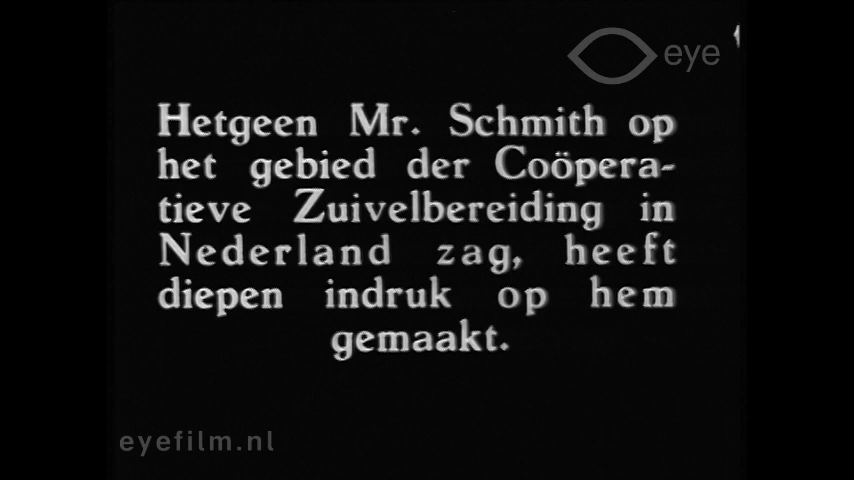 eye
Hetgeen Mr. Schmith op
het gebied der Coöpera-
tieve Zuivelbereiding in
Nederland zag, heeft
diepen indruk op hem
gemaakt.
eyefilm.nl